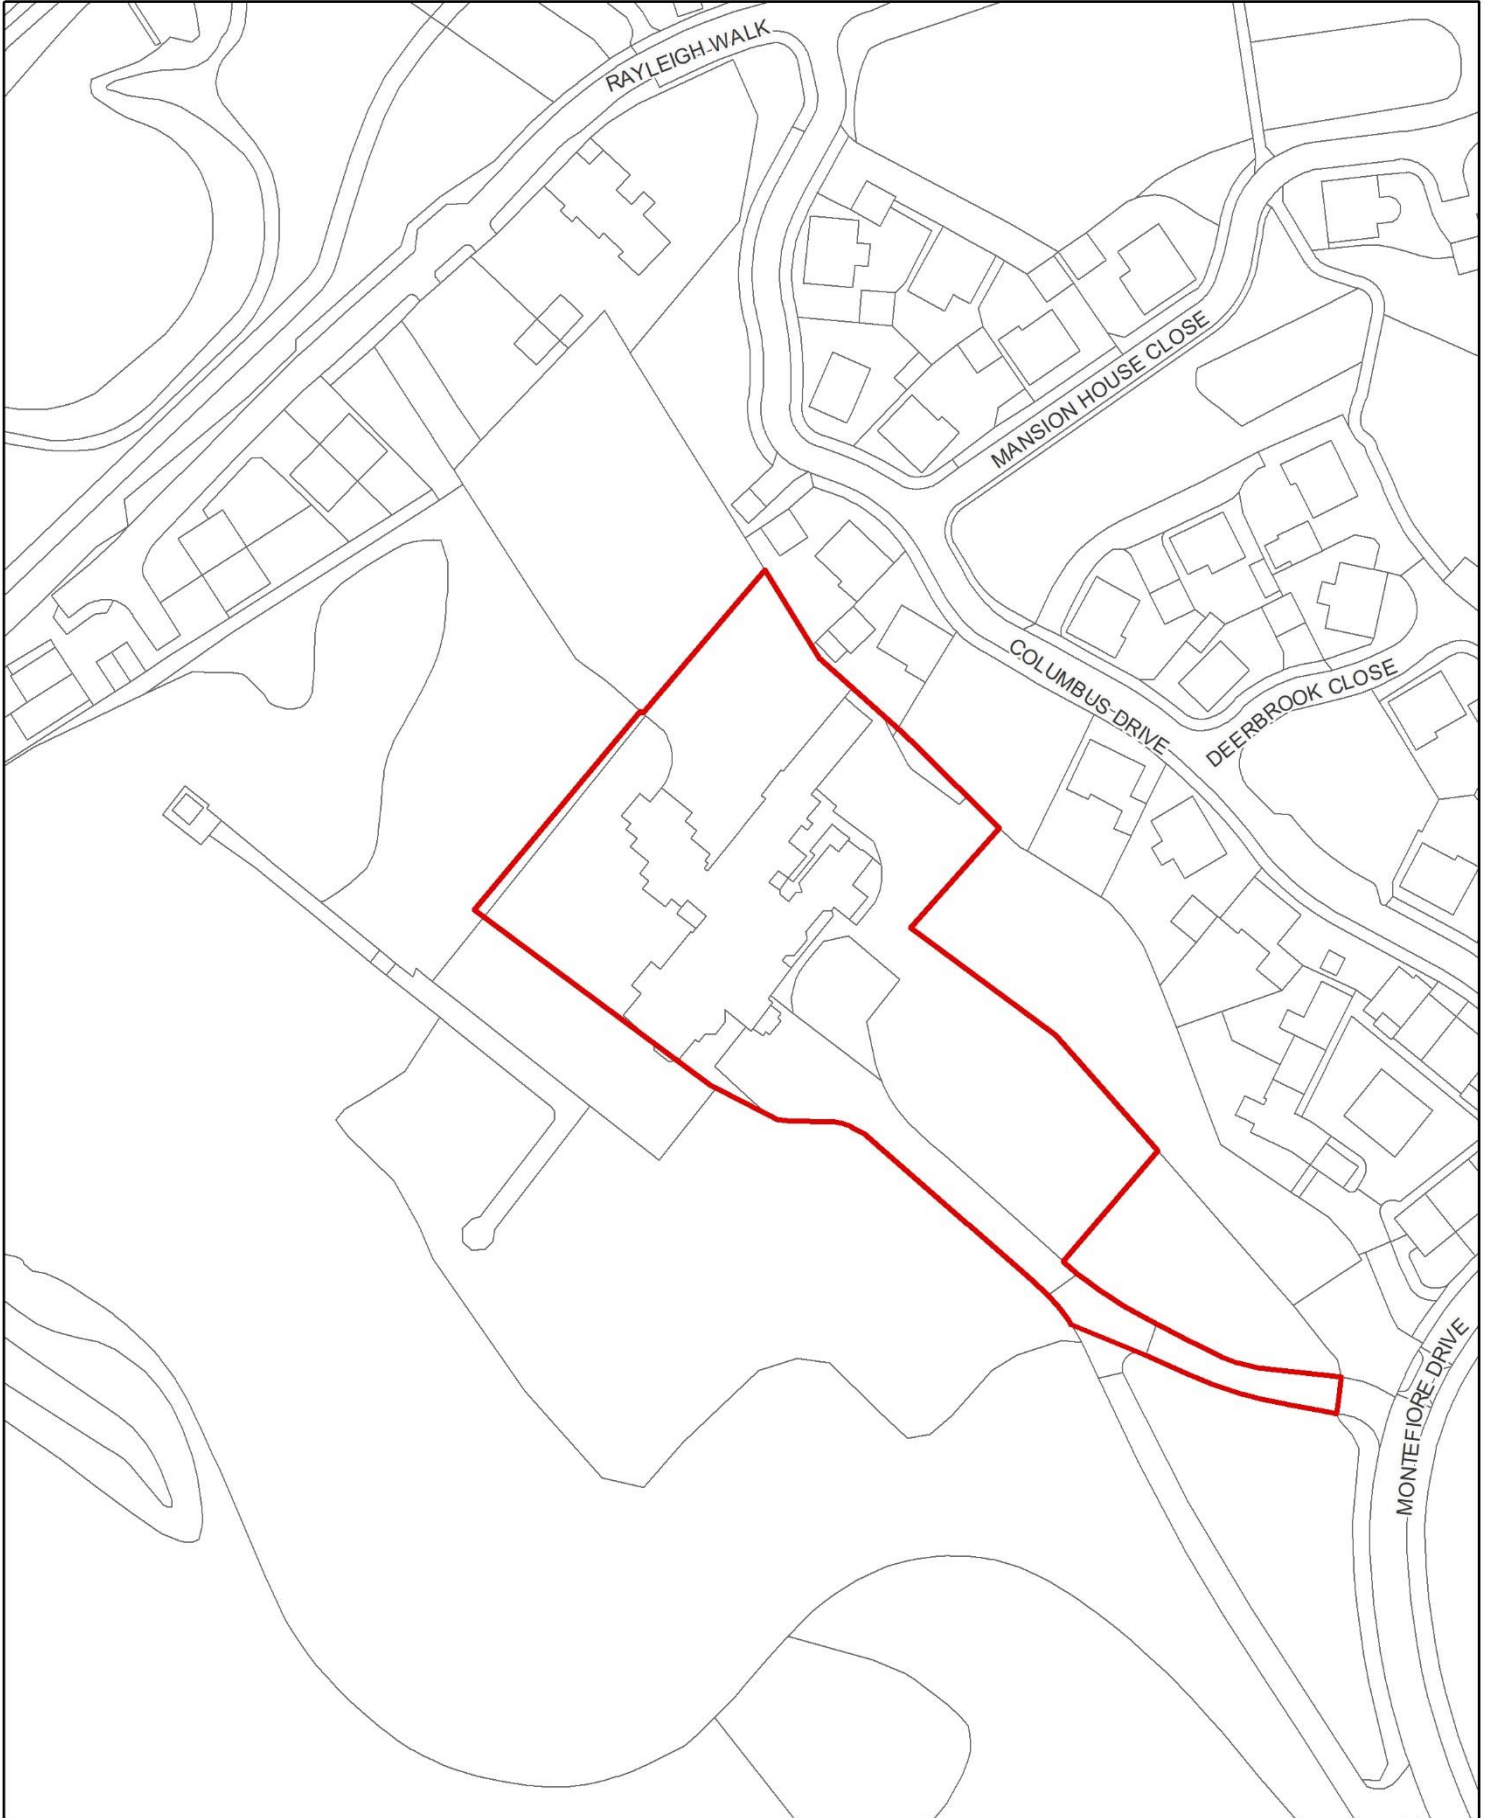 RAYLEIGH WALK
MANSION HOUSE CLOSE
COLUMBUS DRIVE
DEERBROOK CLOSE
MONTEFIORE DRIVE